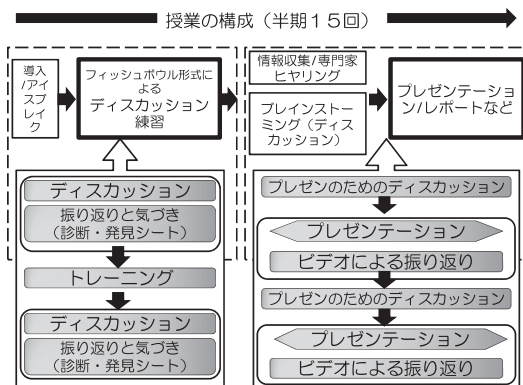 授業の構成（半期１５回）
導入
/アイ
スブ
レイ
ク
フィッシュボウル形式に
よる
ディスカッション
練習
情報収集/専門家
ヒヤリング
ブレインストー
ミング（ディス
カッション）
プレゼンテーショ
ン/レポートなど
ディスカッション
振り返りと気づき
（診断・発見シート）
トレーニング
ディスカッション
振り返りと気づき
（診断・発見シート）
プレゼンのためのディスカッション
プレゼンテーション
ビデオによる振り返り
プレゼンのためのディスカッション
プレゼンテーション
ビデオによる振り返り